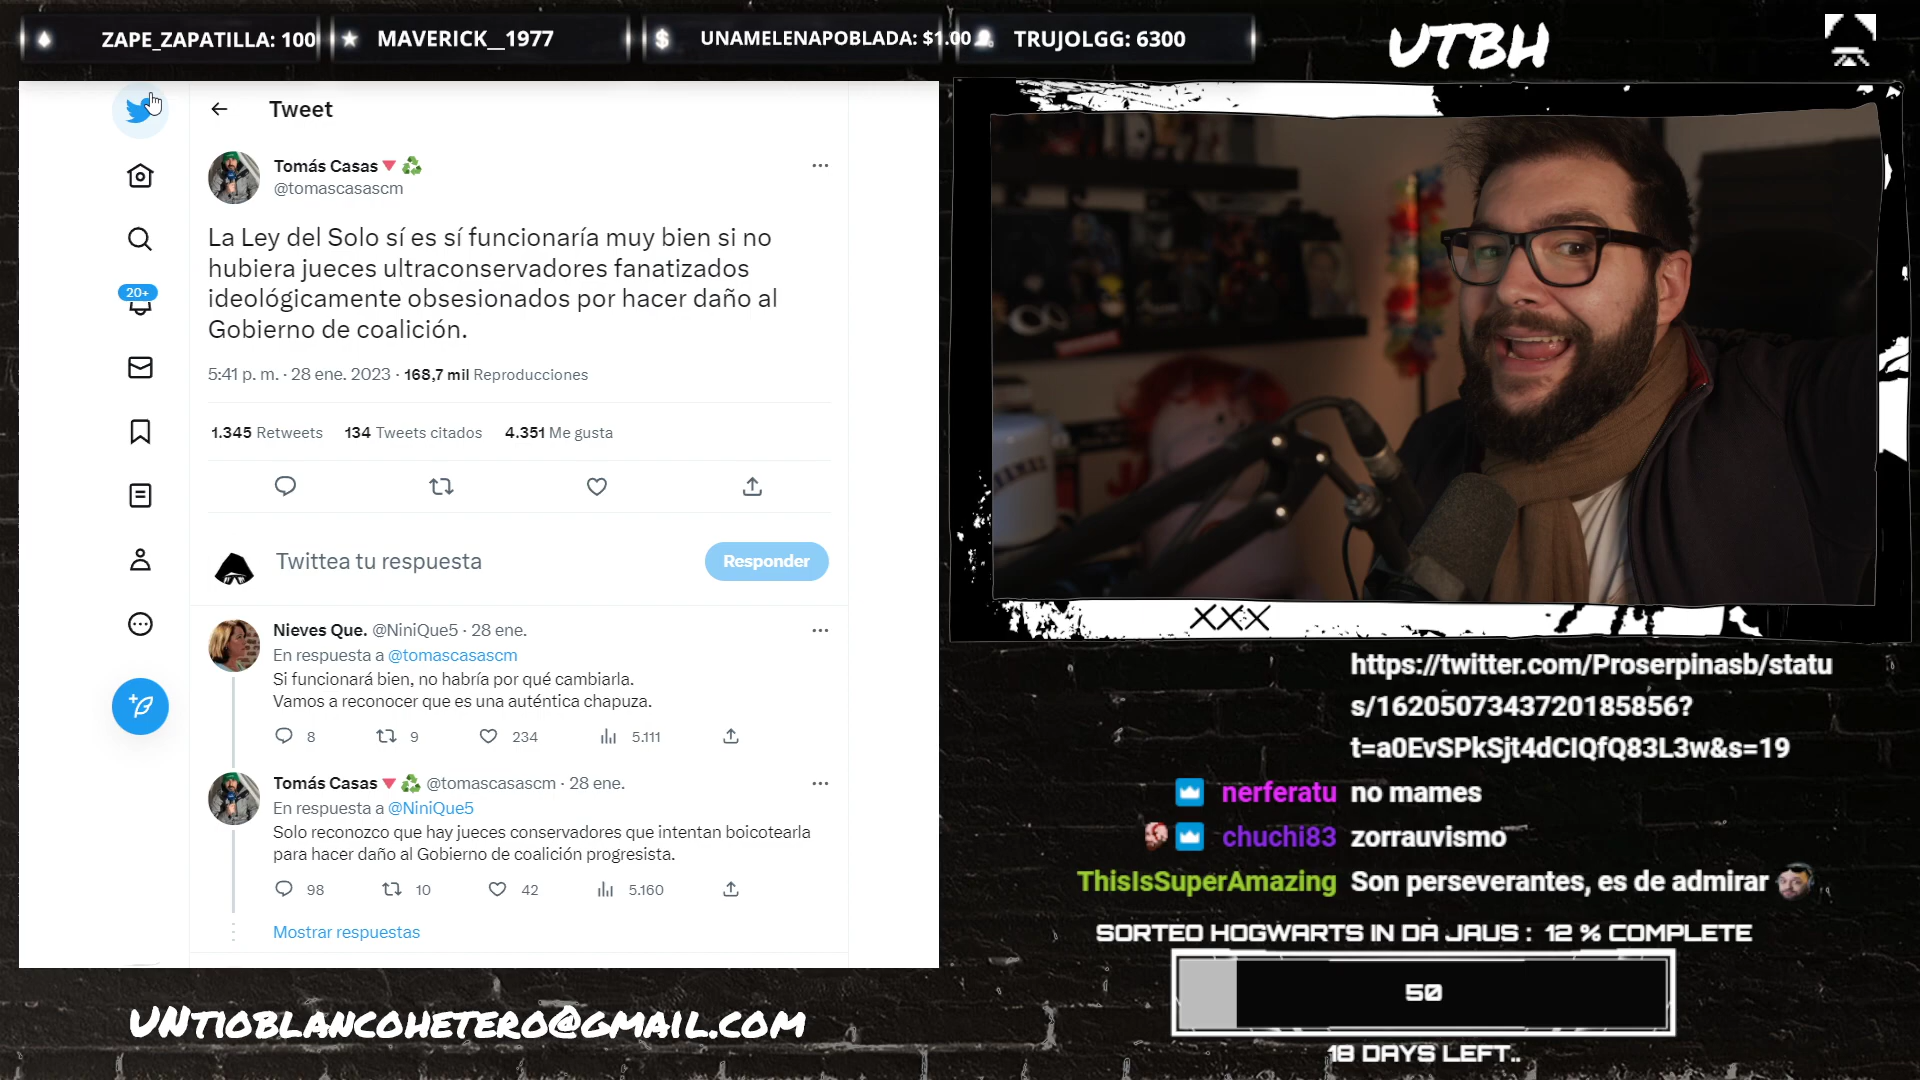 ZAPE_ZAPATILLA: 100
MAVERICK__1977
UNAMELENAPOBLADA: $1.00
TRUJOLGG: 6300
UTBH
Tweet
Tomás Casas
@tomascasascm
La Ley del Solo sí es sí funcionaría muy bien si no
hubiera jueces ultraconservadores fanatizados
ideológicamente obsesionados por hacer daño al
Gobierno de coalición.
5:41 p. m. · 28 ene. 2023 · 168,7 mil Reproducciones
1.345 Retweets 134 Tweets citados 4.351 Me gusta
Twittea tu respuesta
Responder
20+
Nieves Que. @NiniQue5 · 28 ene.
En respuesta a @tomascasascm
Si funcionará bien, no habría por qué cambiarla.
Vamos a reconocer que es una auténtica chapuza.
8 9 234 5.111
Tomás Casas @tomascasascm · 28 ene.
En respuesta a @NiniQue5
Solo reconozco que hay jueces conservadores que intentan boicotearla
para hacer daño al Gobierno de coalición progresista.
98 10 42 5.160
Mostrar respuestas
UNTIOBLANCOHETERO@GMAIL.COM
XXX
https://twitter.com/Proserpinasb/statu
s/1620507343720185856?
t=a0EvSPkSjt4dCIQfQ83L3w&s=19
nerferatu no mames
chuchi83 zorrauvismo
ThisIsSuperAmazing Son perseverantes, es de admirar
SORTEO HOGWARTS IN DA JAUS : 12 % COMPLETE
50
18 DAYS LEFT..